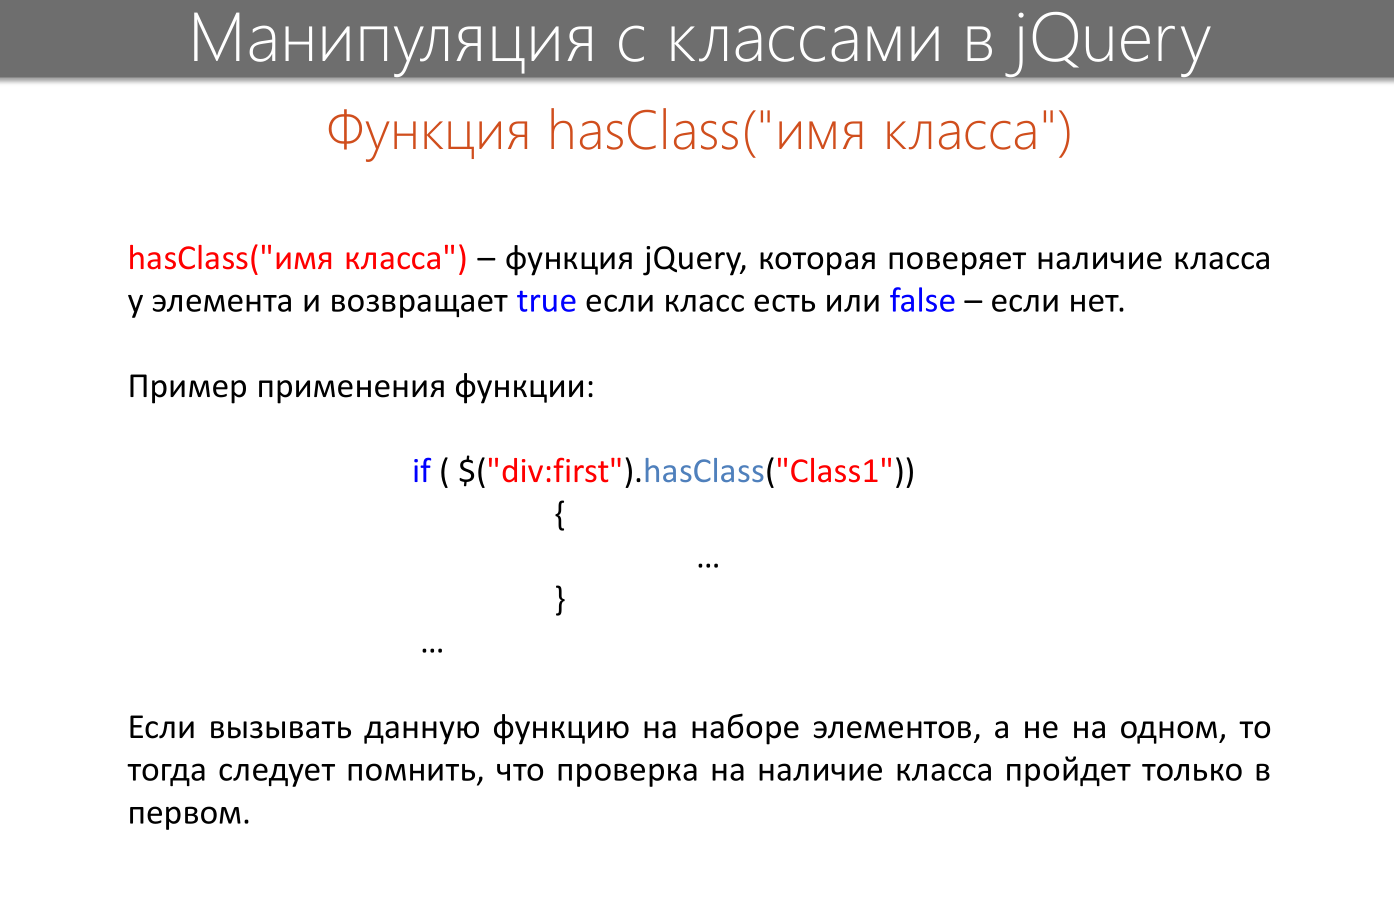 Манипуляция с классами в jQuery
Функция hasClass("имя класса")
hasClass("имя класса") – функция jQuery, которая поверяет наличие класса
у элемента и возвращает true если класс есть или false – если нет.
Пример применения функции:
if ( $("div:first").hasClass("Class1"))
{
...
}
...
Если вызывать данную функцию на наборе элементов, а не на одном, то
тогда следует помнить, что проверка на наличие класса пройдет только в
первом.